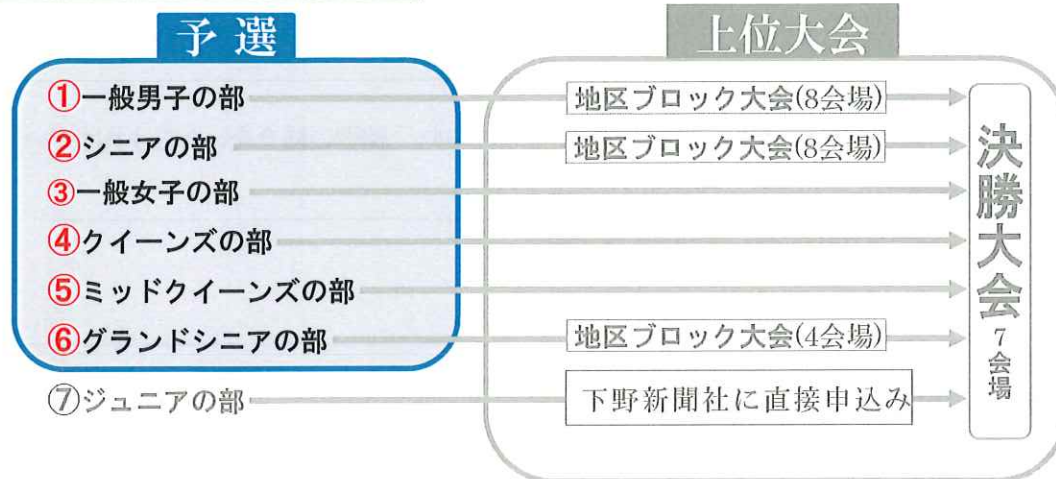 予選
上位大会
①一般男子の部
地区ブロック大会(8会場)
②シニアの部
地区ブロック大会(8会場)
③一般女子の部
④クイーンズの部
⑤ミッドクイーンズの部
⑥グランドシニアの部
地区ブロック大会(4会場)
⑦ジュニアの部
下野新聞社に直接申込み
決勝大会
7会場